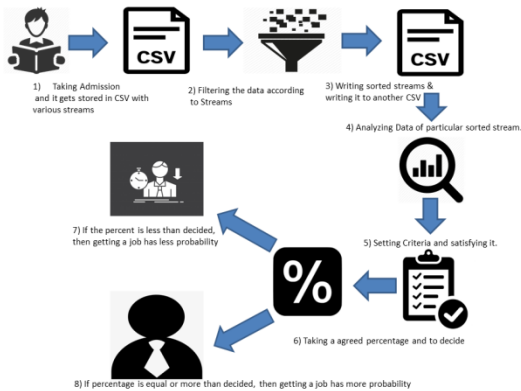 CSV
CSV
1) Taking Admission
and it gets stored in CSV with
various streams
2) Filtering the data according
to Streams
3) Writing sorted streams &
writing it to another CSV
4) Analyzing Data of particular sorted stream.
5) Setting Criteria and satisfying it.
%
6) Taking a agreed percentage and to decide
7) If the percent is less than decided,
then getting a job has less probability
8) If percentage is equal or more than decided, then getting a job has more probability